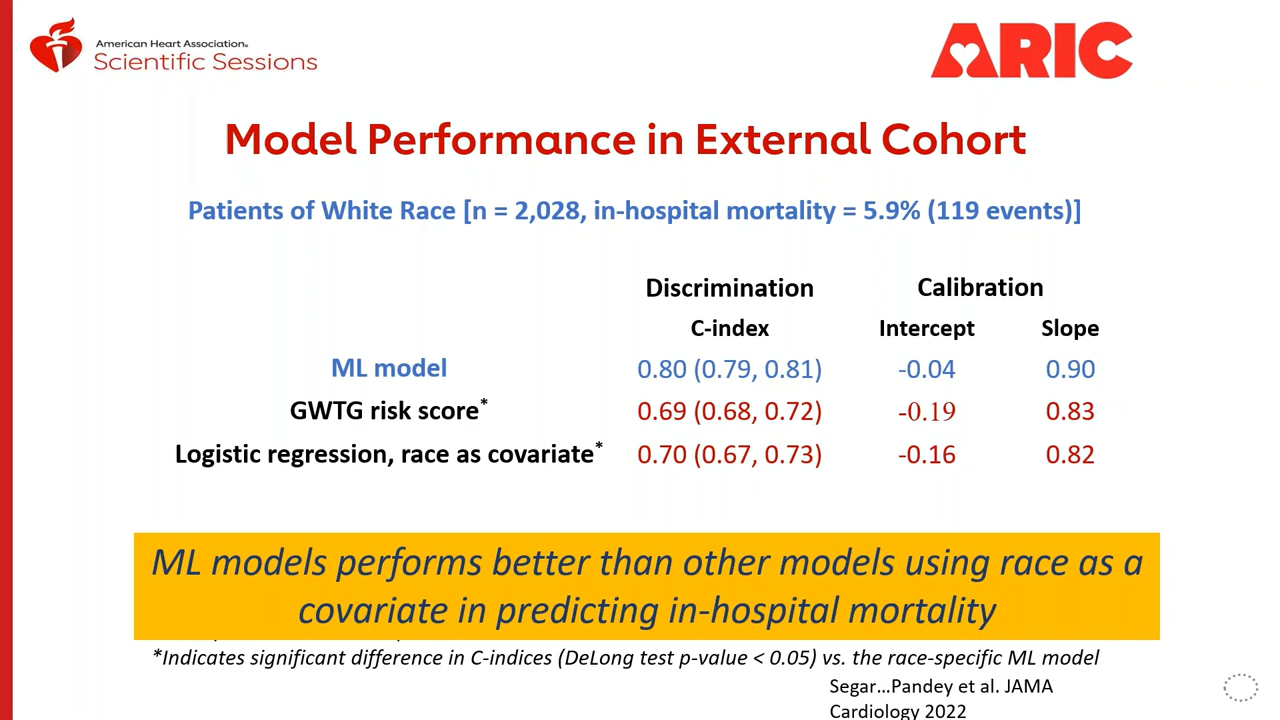 American Heart Association®
Scientific Sessions
ARIC
Model Performance in External Cohort
Patients of White Race [n = 2,028, in-hospital mortality = 5.9% (119 events)]
Discrimination Calibration
C-index Intercept Slope
ML model 0.80 (0.79, 0.81) -0.04 0.90
GWTG risk score* 0.69 (0.68, 0.72) -0.19 0.83
Logistic regression, race as covariate* 0.70 (0.67, 0.73) -0.16 0.82
ML models performs better than other models using race as a
covariate in predicting in-hospital mortality
*Indicates significant difference in C-indices (DeLong test p-value < 0.05) vs. the race-specific ML model
Segar…Pandey et al. JAMA
Cardiology 2022